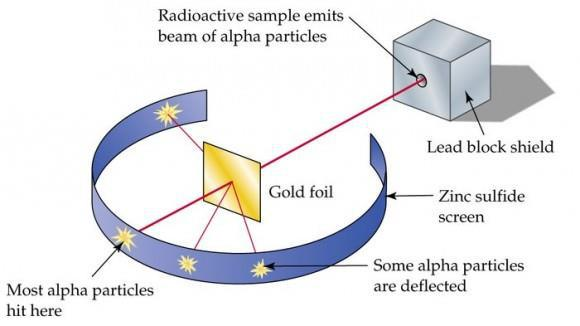 Radioactive sample emits
beam of alpha particles
Lead block shield
Gold foil
Zinc sulfide
screen
Some alpha particles
are deflected
Most alpha particles
hit here